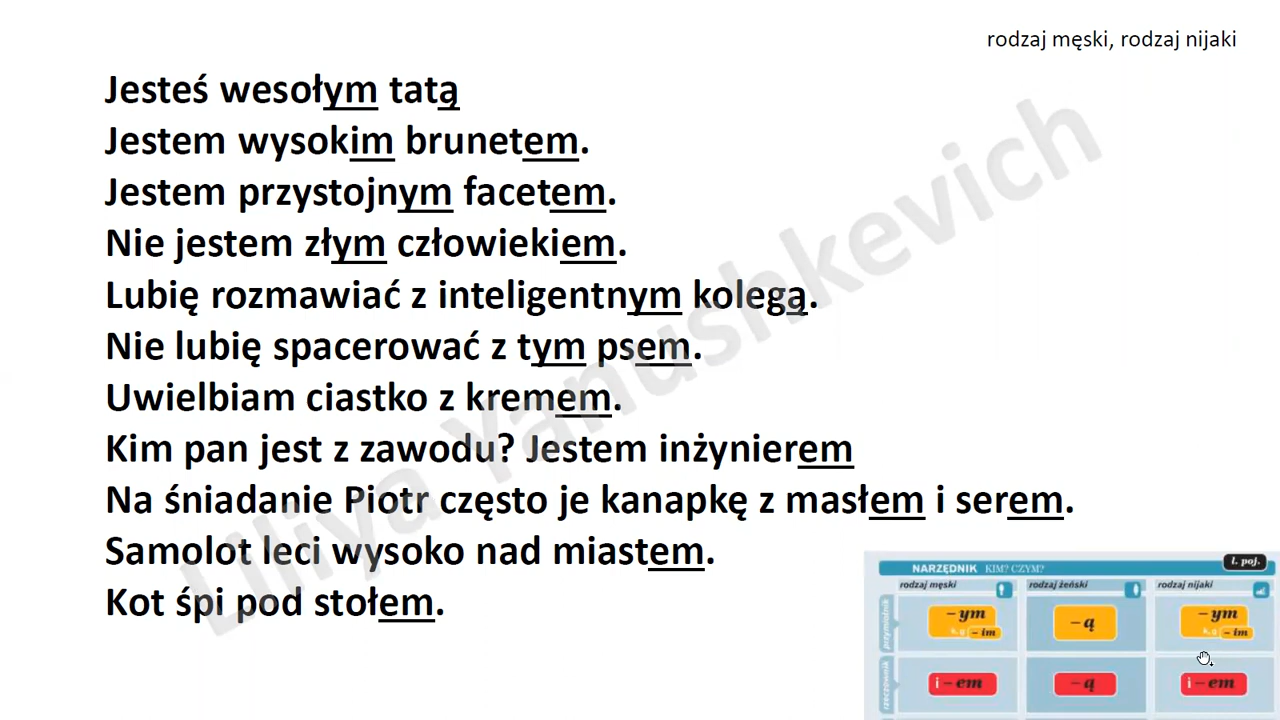 rodzaj męski, rodzaj nijaki
Jesteś wesołym tatą
Jestem wysokim brunetem.
Jestem przystojnym facetem.
Nie jestem złym człowiekiem.
Lubię rozmawiać z inteligentnym kolegą.
Nie lubię spacerować z tym psem.
Uwielbiam ciastko z kremem.
Kim pan jest z zawodu? Jestem inżynierem
Na śniadanie Piotr często je kanapkę z masłem i serem.
Samolot leci wysoko nad miastem.
Kot śpi pod stołem.
Liliya Yanushkevich
NARZĘDNIK KIM? CZYM? l. poj.
rodzaj męski rodzaj żeński rodzaj nijaki
przymiotnik -ym k, g -im -ą -ym k, g -im
rzeczownik i -em -ą i -em